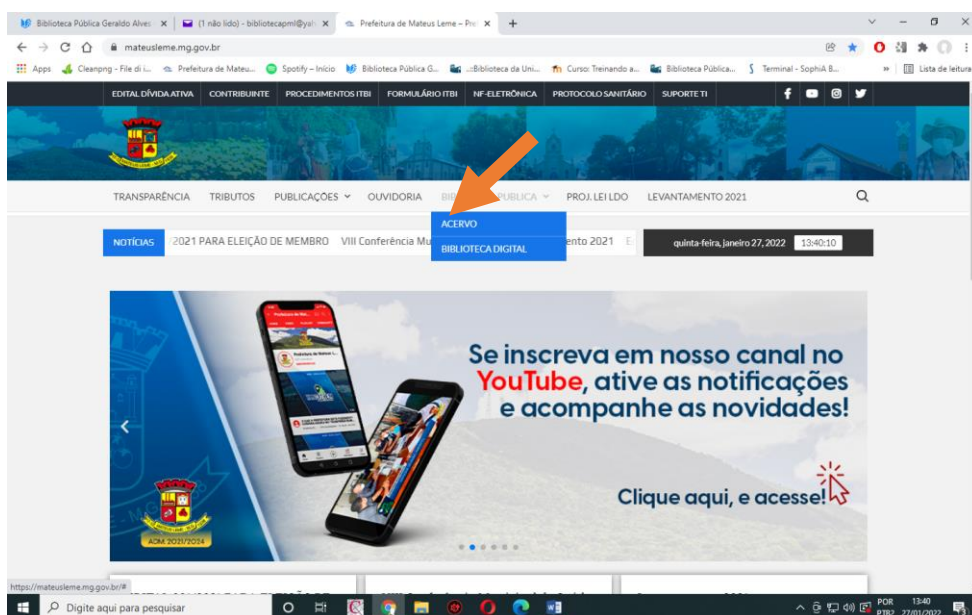 Biblioteca Pública Geraldo Alves
(1 não lido) - bibliotecapml@yah
Prefeitura de Mateus Leme – Pref
mateusleme.mg.gov.br
Apps
Cleanpng - File di i...
Prefeitura de Mateu...
Spotify – Início
Biblioteca Pública G...
..::Biblioteca da Uni...
Curso: Treinando a...
Biblioteca Pública...
Terminal - SophiA B...
»
Lista de leitura
EDITAL DÍVIDA ATIVA
CONTRIBUINTE
PROCEDIMENTOS ITBI
FORMULÁRIO ITBI
NF-ELETRÔNICA
PROTOCOLO SANITÁRIO
SUPORTE TI
TRANSPARÊNCIA
TRIBUTOS
PUBLICAÇÕES
OUVIDORIA
PUBLICA
PROJ. LEI LDO
LEVANTAMENTO 2021
ACERVO
BIBLIOTECA DIGITAL
NOTÍCIAS
2021 PARA ELEIÇÃO DE MEMBRO
VIII Conferência Mu
ento 2021
quinta-feira, janeiro 27, 2022
13:40:10
Se inscreva em nosso canal no
YouTube, ative as notificações
e acompanhe as novidades!
Clique aqui, e acesse!
ADM. 2021/2024
https://mateusleme.mg.gov.br/#
Digite aqui para pesquisar
POR
PTB2
13:40
27/01/2022